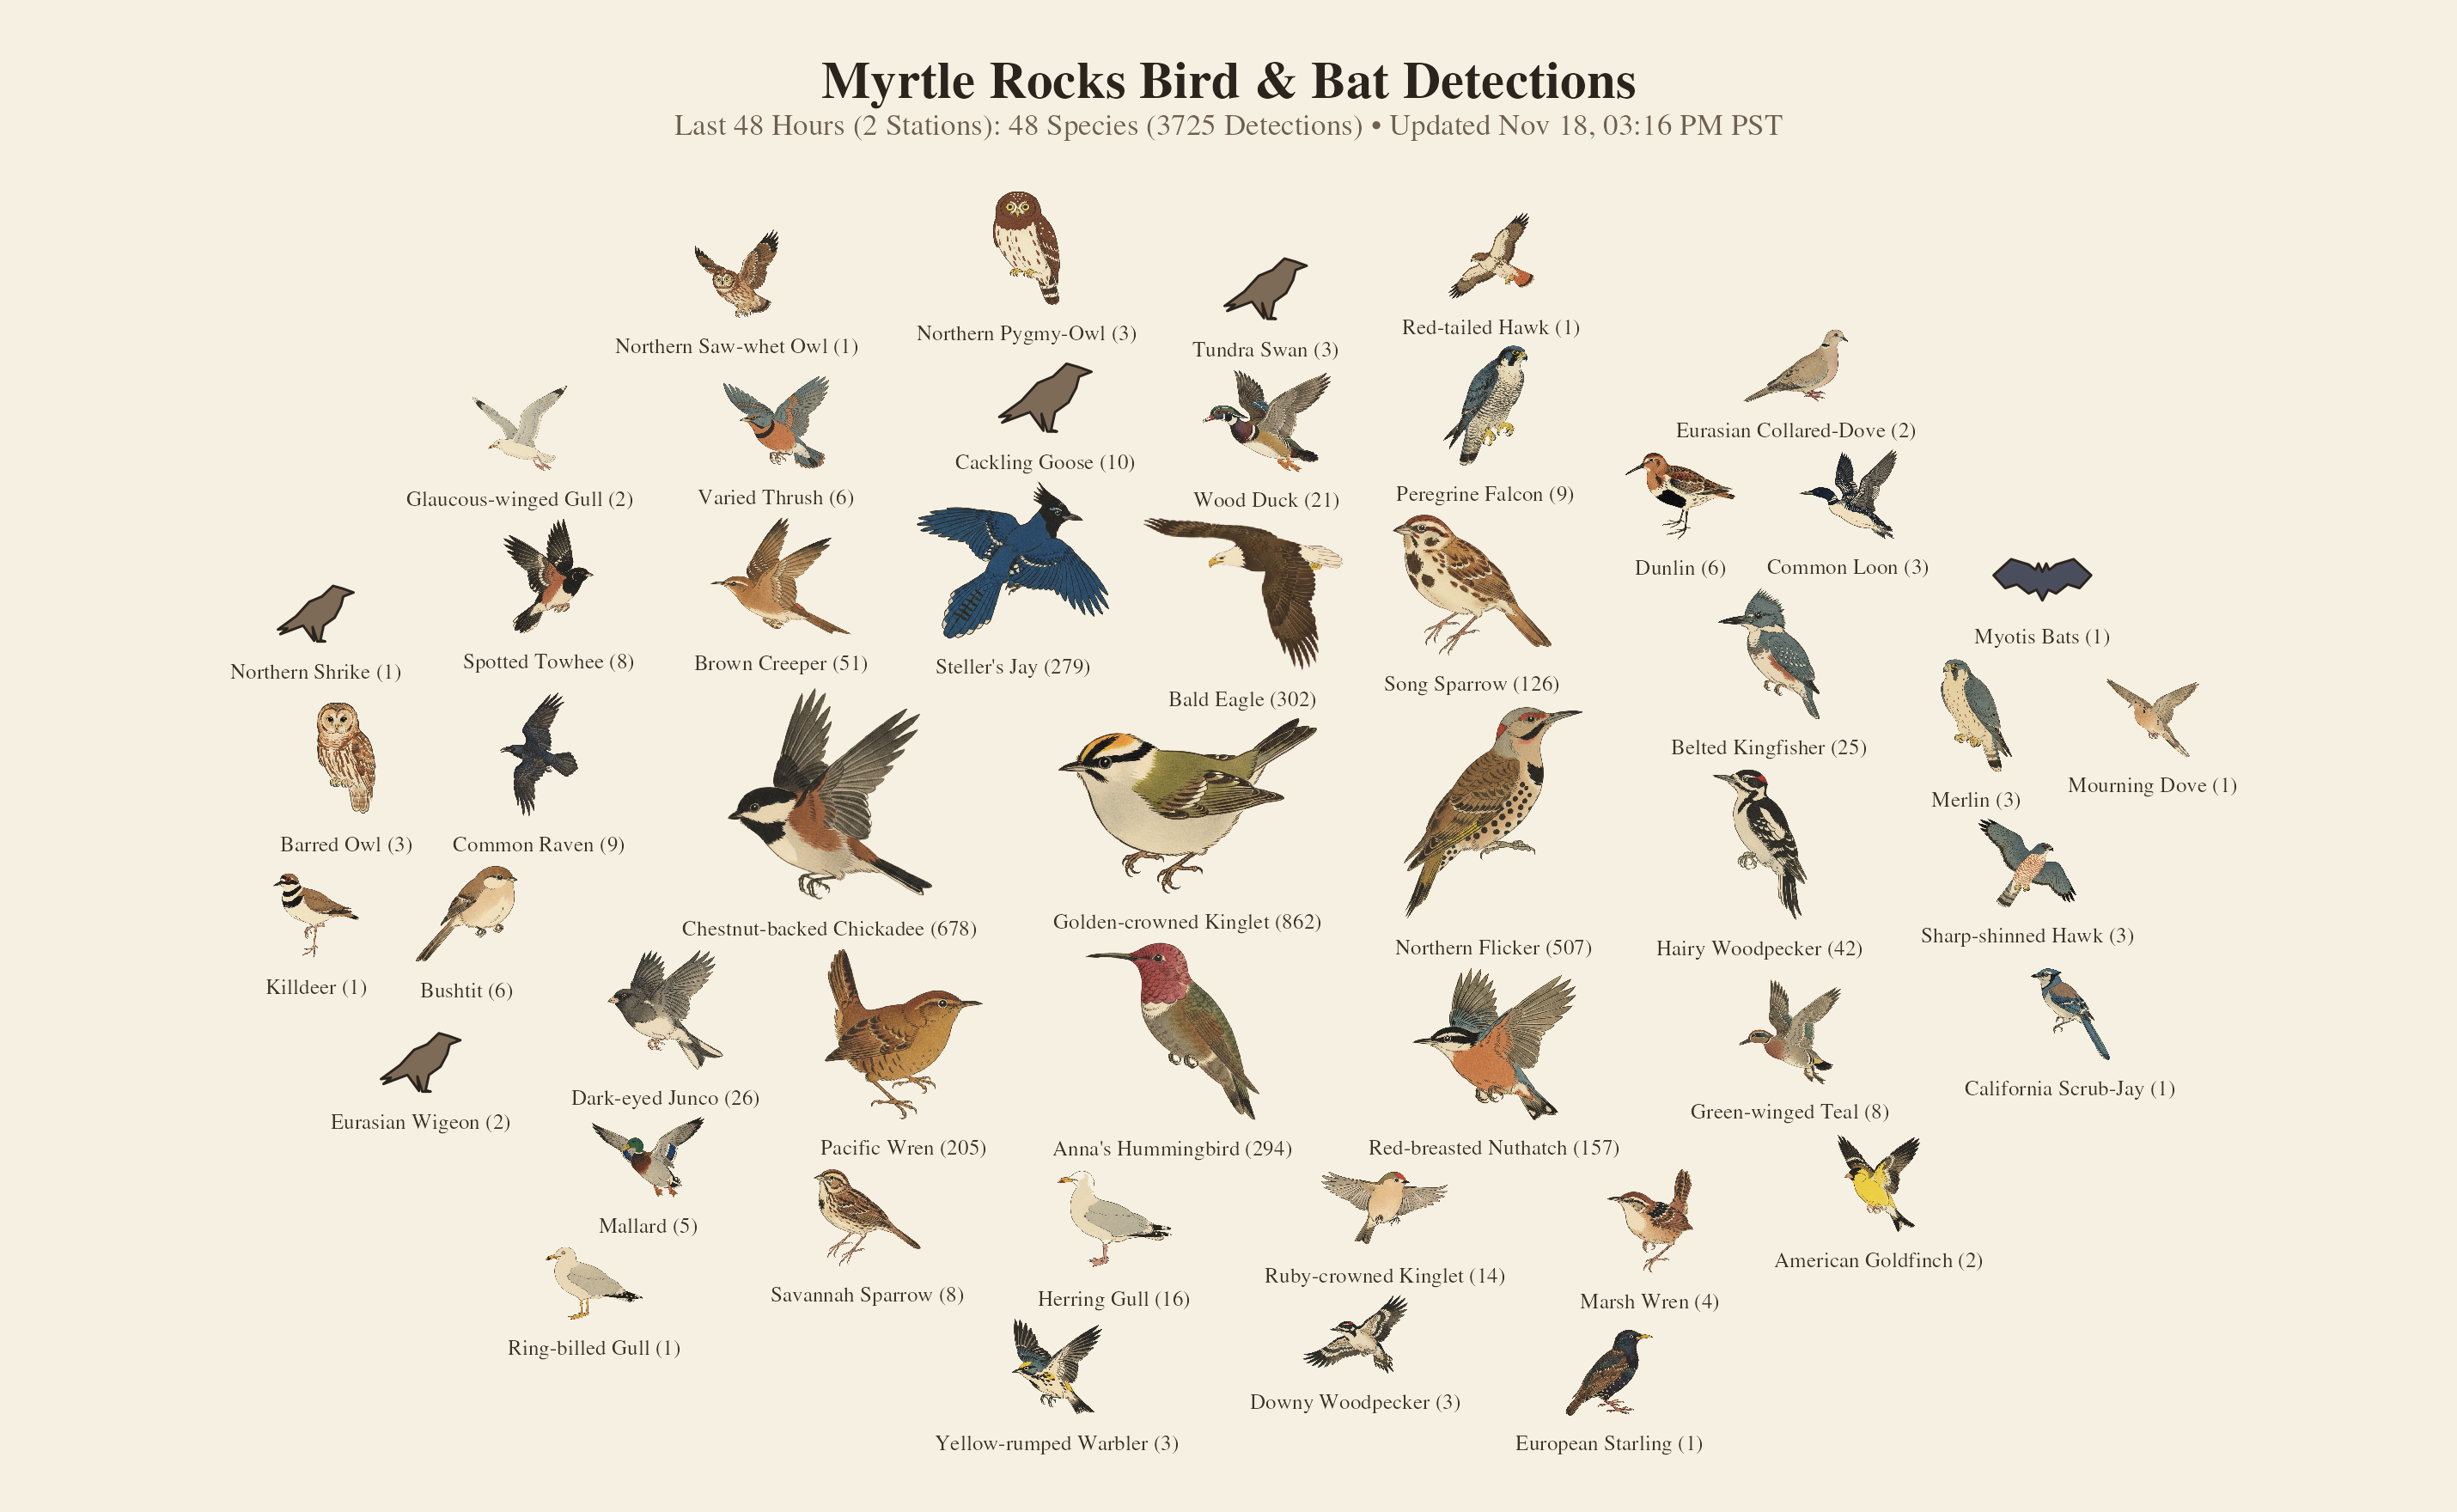 Myrtle Rocks Bird & Bat Detections
Last 48 Hours (2 Stations): 48 Species (3725 Detections) • Updated Nov 18, 03:16 PM PST
Northern Saw-whet Owl (1)
Northern Pygmy-Owl (3)
Tundra Swan (3)
Red-tailed Hawk (1)
Eurasian Collared-Dove (2)
Glaucous-winged Gull (2)
Varied Thrush (6)
Cackling Goose (10)
Wood Duck (21)
Peregrine Falcon (9)
Dunlin (6)
Common Loon (3)
Northern Shrike (1)
Spotted Towhee (8)
Brown Creeper (51)
Steller's Jay (279)
Bald Eagle (302)
Song Sparrow (126)
Belted Kingfisher (25)
Myotis Bats (1)
Merlin (3)
Mourning Dove (1)
Barred Owl (3)
Common Raven (9)
Chestnut-backed Chickadee (678)
Golden-crowned Kinglet (862)
Northern Flicker (507)
Hairy Woodpecker (42)
Sharp-shinned Hawk (3)
Killdeer (1)
Bushtit (6)
Dark-eyed Junco (26)
Pacific Wren (205)
Anna's Hummingbird (294)
Red-breasted Nuthatch (157)
Green-winged Teal (8)
California Scrub-Jay (1)
Eurasian Wigeon (2)
Mallard (5)
Savannah Sparrow (8)
Herring Gull (16)
Ruby-crowned Kinglet (14)
Marsh Wren (4)
American Goldfinch (2)
Ring-billed Gull (1)
Yellow-rumped Warbler (3)
Downy Woodpecker (3)
European Starling (1)